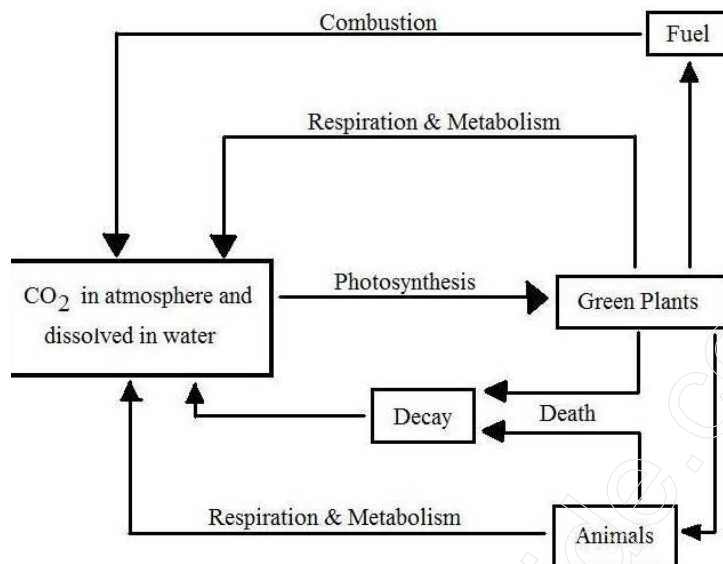 Combustion
Fuel
Respiration & Metabolism
CO2 in atmosphere and
dissolved in water
Photosynthesis
Green Plants
Decay
Death
Respiration & Metabolism
Animals